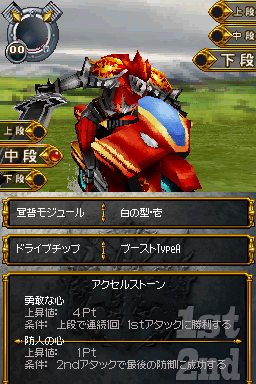 上段
中段
下段
00
上段
中段
下段
宣背モジュール
白の型・壱
ドライブチップ
ブーストTypeA
アクセルストーン
勇敢な心
上昇値: 4Pt
条件: 上段で連続1回 1stアタックに勝利する
防人の心
上昇値: 1Pt
条件: 2ndアタックで最後の防御に成功する
1st
2nd